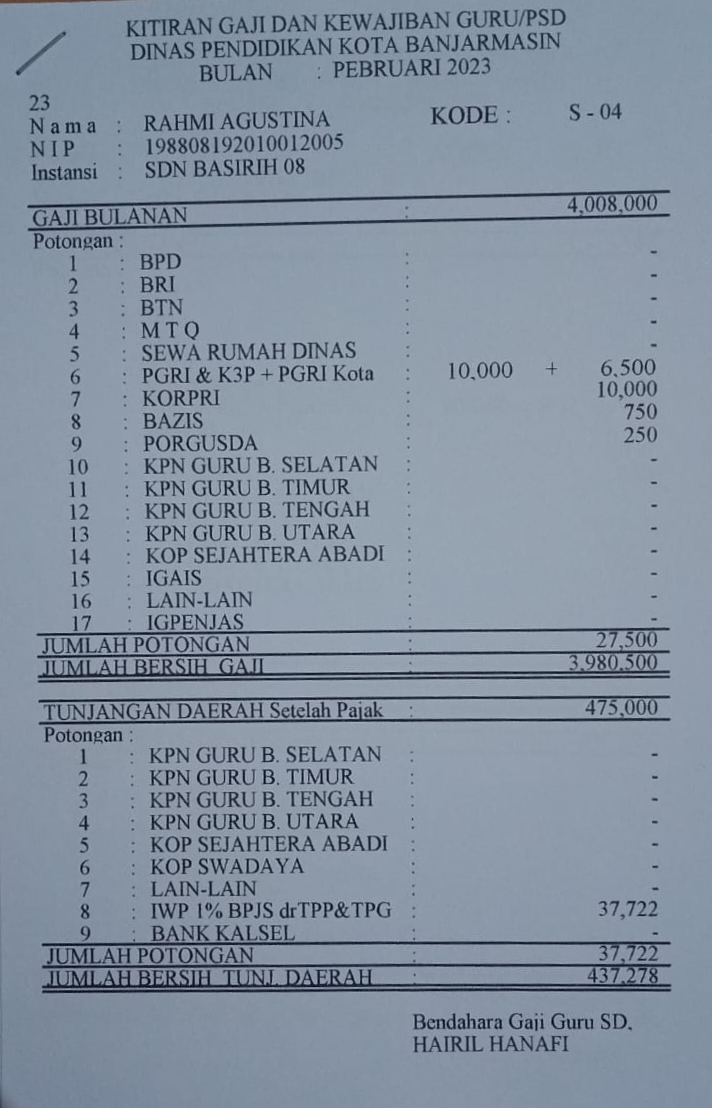 KITIRAN GAJI DAN KEWAJIBAN GURU/PSD
DINAS PENDIDIKAN KOTA BANJARMASIN
BULAN : PEBRUARI 2023
23
Nama : RAHMI AGUSTINA KODE : S - 04
NIP : 198808192010012005
Instansi : SDN BASIRIH 08
GAJI BULANAN : 4,008,000
Potongan :
1 : BPD : -
2 : BRI : -
3 : BTN : -
4 : M T Q : -
5 : SEWA RUMAH DINAS : -
6 : PGRI & K3P + PGRI Kota : 10,000 + 6,500
7 : KORPRI : 10,000
8 : BAZIS : 750
9 : PORGUSDA : 250
10 : KPN GURU B. SELATAN : -
11 : KPN GURU B. TIMUR : -
12 : KPN GURU B. TENGAH : -
13 : KPN GURU B. UTARA : -
14 : KOP SEJAHTERA ABADI : -
15 : IGAIS : -
16 : LAIN-LAIN : -
17 : IGPENJAS : -
JUMLAH POTONGAN : 27,500
JUMLAH BERSIH GAJI : 3,980,500
TUNJANGAN DAERAH Setelah Pajak : 475,000
Potongan :
1 : KPN GURU B. SELATAN : -
2 : KPN GURU B. TIMUR : -
3 : KPN GURU B. TENGAH : -
4 : KPN GURU B. UTARA : -
5 : KOP SEJAHTERA ABADI : -
6 : KOP SWADAYA : -
7 : LAIN-LAIN : -
8 : IWP 1% BPJS drTPP&TPG : 37,722
9 : BANK KALSEL : -
JUMLAH POTONGAN : 37,722
JUMLAH BERSIH TUNJ. DAERAH : 437,278
Bendahara Gaji Guru SD,
HAIRIL HANAFI